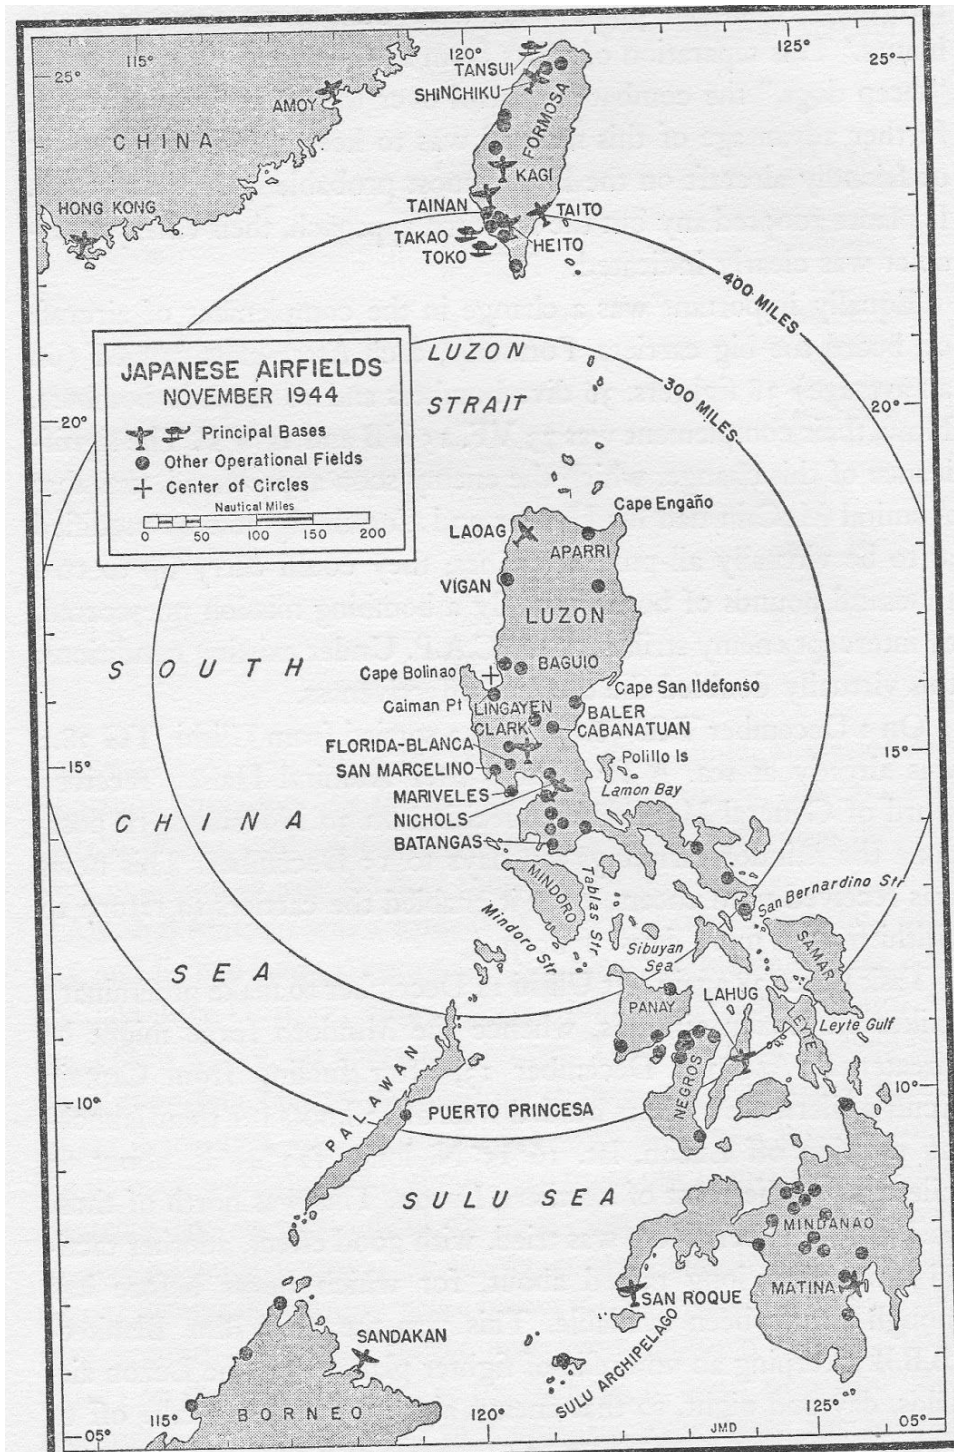 115°
120°
125°
25°
25°
TANSUI
SHINCHIKU
AMOY
FORMOSA
CHINA
KAGI
HONG KONG
TAINAN
TAITO
TAKAO
HEITO
TOKO
400 MILES
LUZON
STRAIT
300 MILES
JAPANESE AIRFIELDS
NOVEMBER 1944
Principal Bases
Other Operational Fields
Center of Circles
Nautical Miles
0 50 100 150 200
20°
20°
Cape Engaño
LAOAG
APARRI
VIGAN
LUZON
SOUTH
CHINA
SEA
Cape Bolinao
BAGUIO
Cape San Ildefonso
Caiman Pt
LINGAYEN
BALER
CLARK
CABANATUAN
FLORIDA-BLANCA
15°
15°
Polillo Is
SAN MARCELINO
Lamon Bay
MARIVELES
NICHOLS
BATANGAS
MINDORO
Tablas Str
San Bernardino Str
Mindoro Str
Sibuyan
Sea
SAMAR
PANAY
LAHUG
LEYTE
Leyte Gulf
PALAWAN
NEGROS
10°
10°
PUERTO PRINCESA
SULU SEA
MINDANAO
MATINA
SAN ROQUE
SANDAKAN
SULU ARCHIPELAGO
BORNEO
05°
115°
120°
125°
05°
JMD